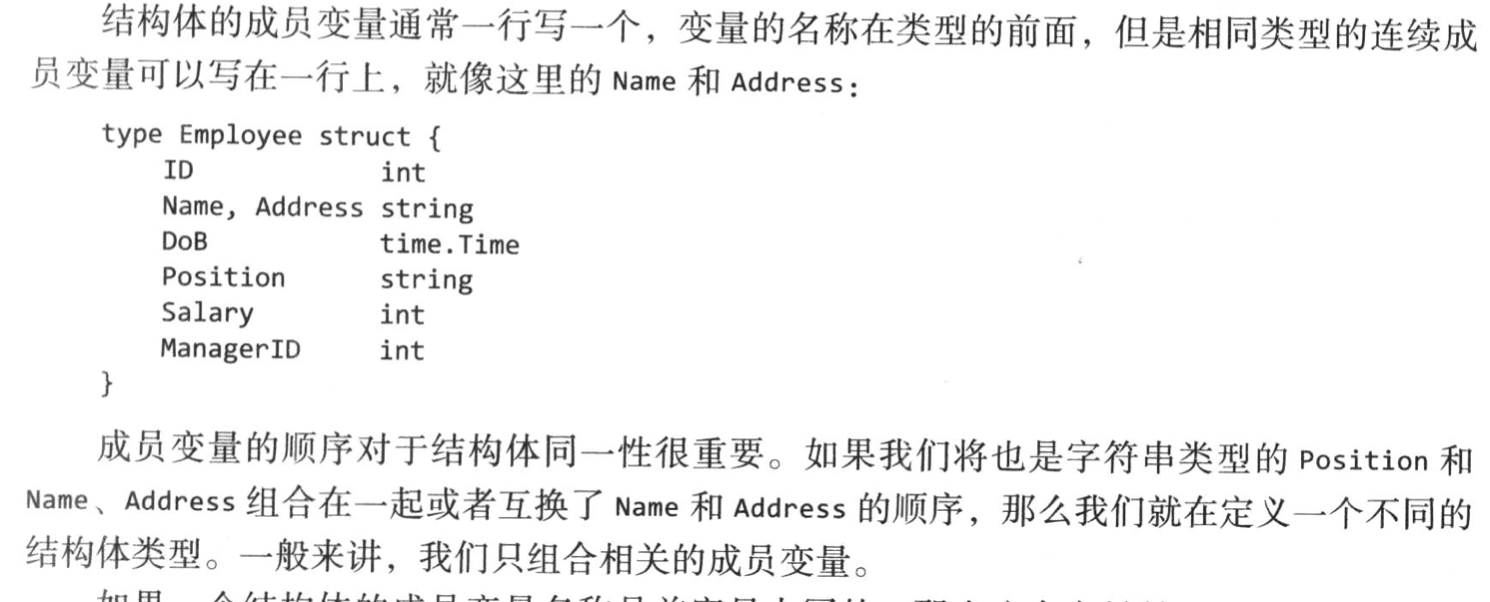 结构体的成员变量通常一行写一个，变量的名称在类型的前面，但是相同类型的连续成
员变量可以写在一行上，就像这里的 Name 和 Address：
type Employee struct {
ID int
Name, Address string
DoB time.Time
Position string
Salary int
ManagerID int
}
成员变量的顺序对于结构体同一性很重要。如果我们将也是字符串类型的 Position 和
Name、Address 组合在一起或者互换了 Name 和 Address 的顺序，那么我们就在定义一个不同的
结构体类型。一般来讲，我们只组合相关的成员变量。